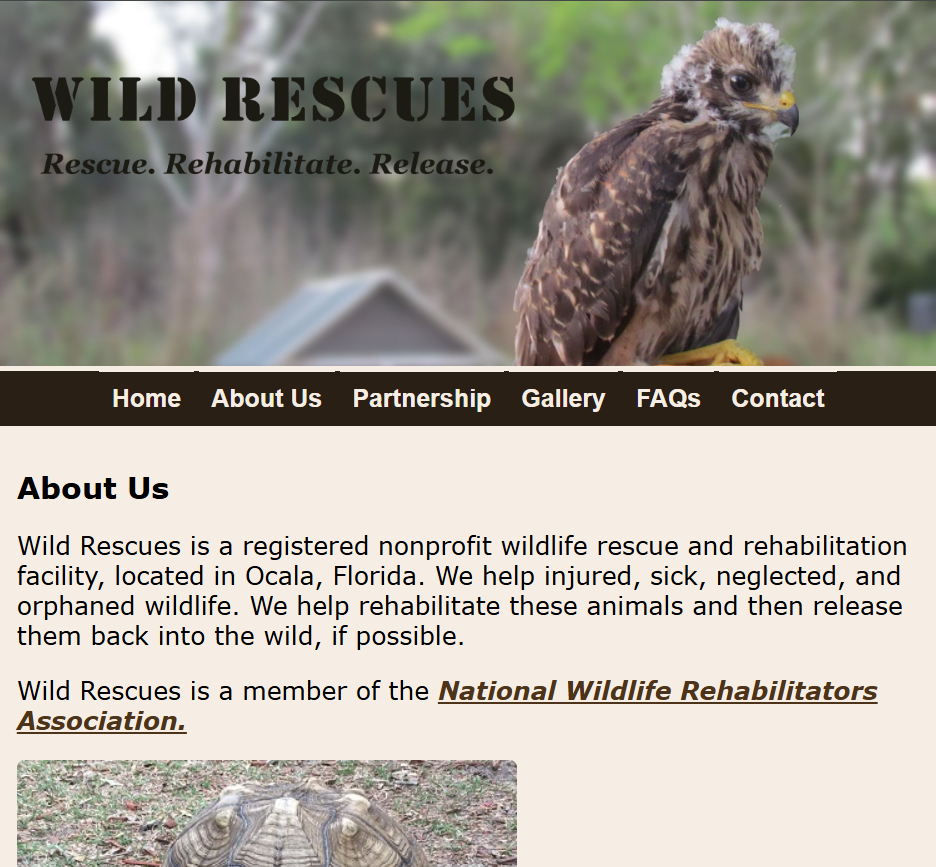 WILD RESCUES
Rescue. Rehabilitate. Release.
Home About Us Partnership Gallery FAQs Contact
About Us
Wild Rescues is a registered nonprofit wildlife rescue and rehabilitation
facility, located in Ocala, Florida. We help injured, sick, neglected, and
orphaned wildlife. We help rehabilitate these animals and then release
them back into the wild, if possible.
Wild Rescues is a member of the National Wildlife Rehabilitators
Association.